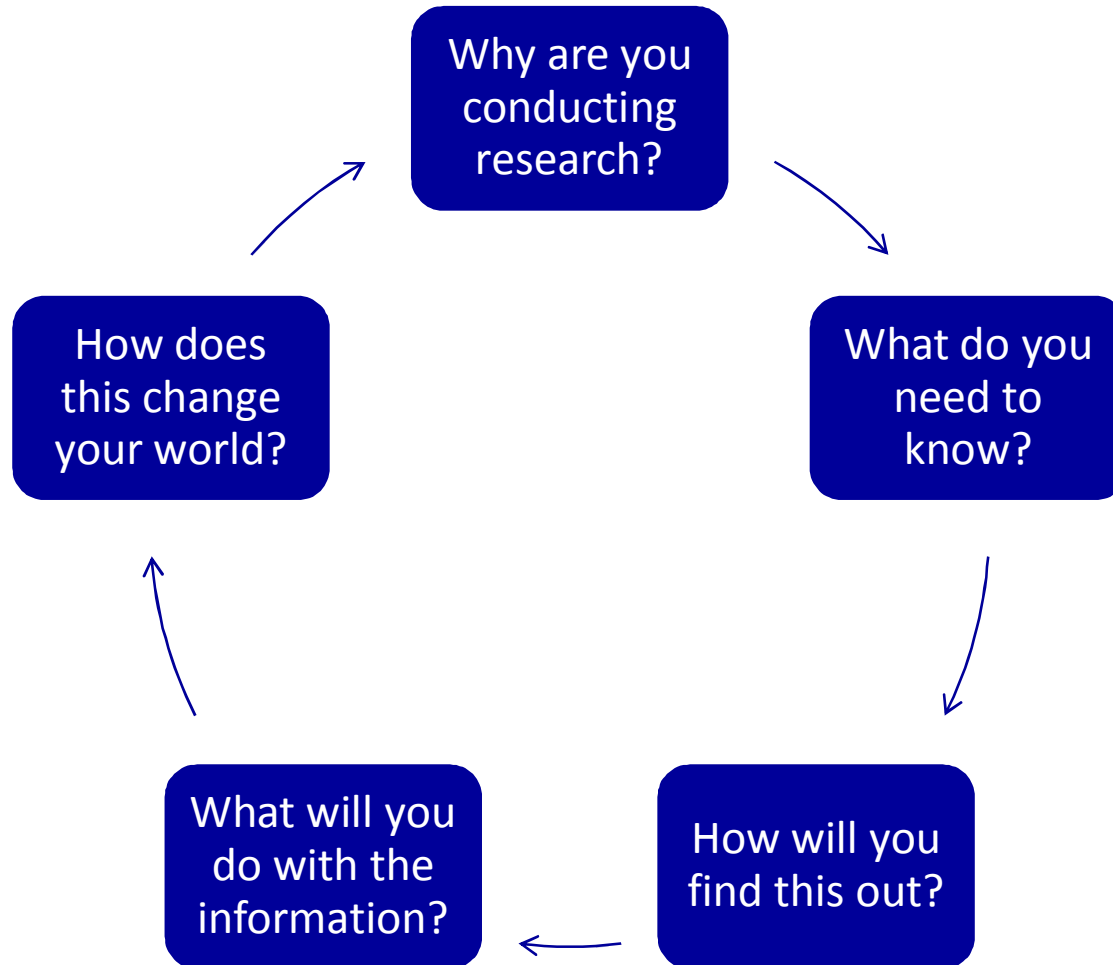 Why are you
conducting
research?
What do you
need to
know?
How will you
find this out?
What will you
do with the
information?
How does
this change
your world?